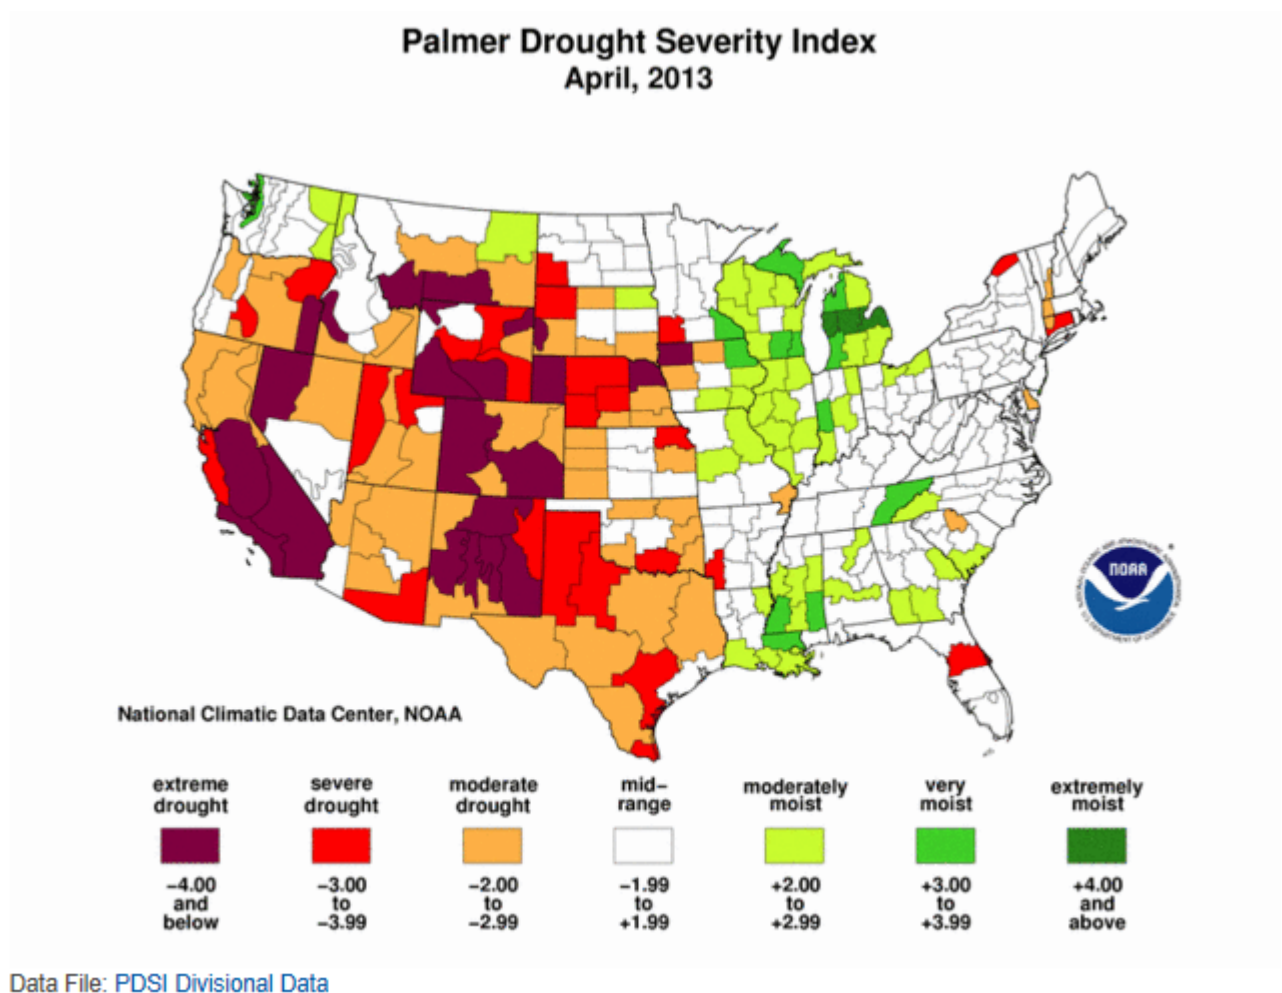 Palmer Drought Severity Index
April, 2013
NOAA
National Climatic Data Center, NOAA
extreme drought
severe drought
moderate drought
mid-range
moderately moist
very moist
extremely moist
-4.00 and below
-3.00 to -3.99
-2.00 to -2.99
-1.99 to +1.99
+2.00 to +2.99
+3.00 to +3.99
+4.00 and above
Data File: PDSI Divisional Data